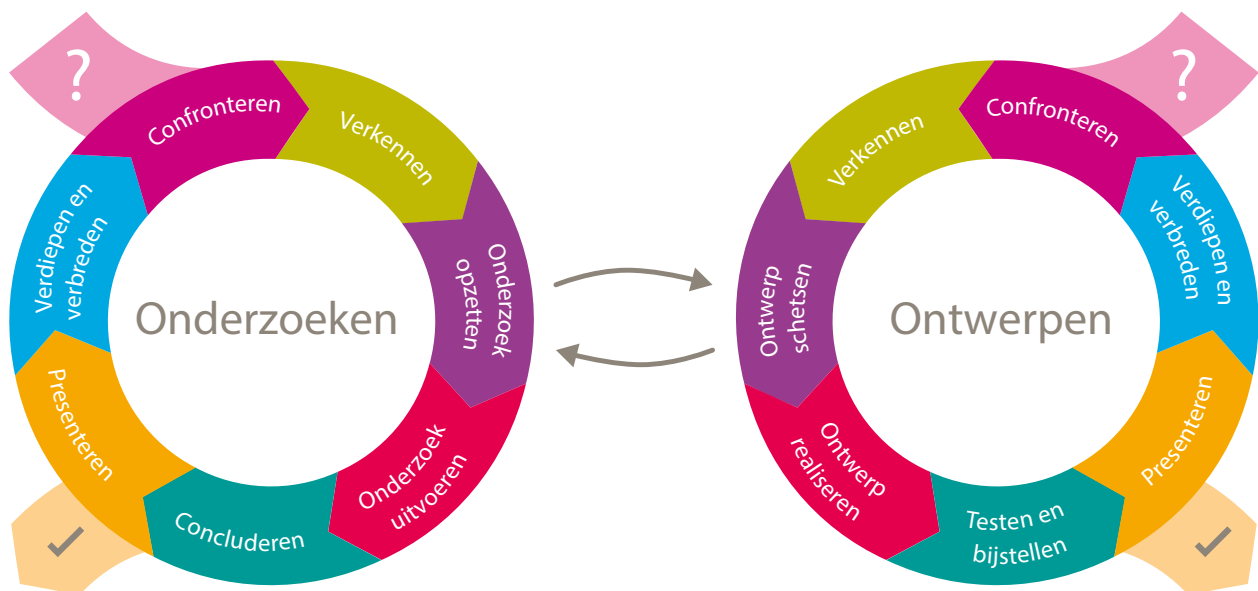 ?
Confronteren
Verkennen
Onderzoek
opzetten
Onderzoek
uitvoeren
Concluderen
Presenteren
Verdiepen en
verbreden
Onderzoeken
?
Confronteren
Verkennen
Ontwerp
schetsen
Ontwerp
realiseren
Testen en
bijstellen
Presenteren
Verdiepen en
verbreden
Ontwerpen